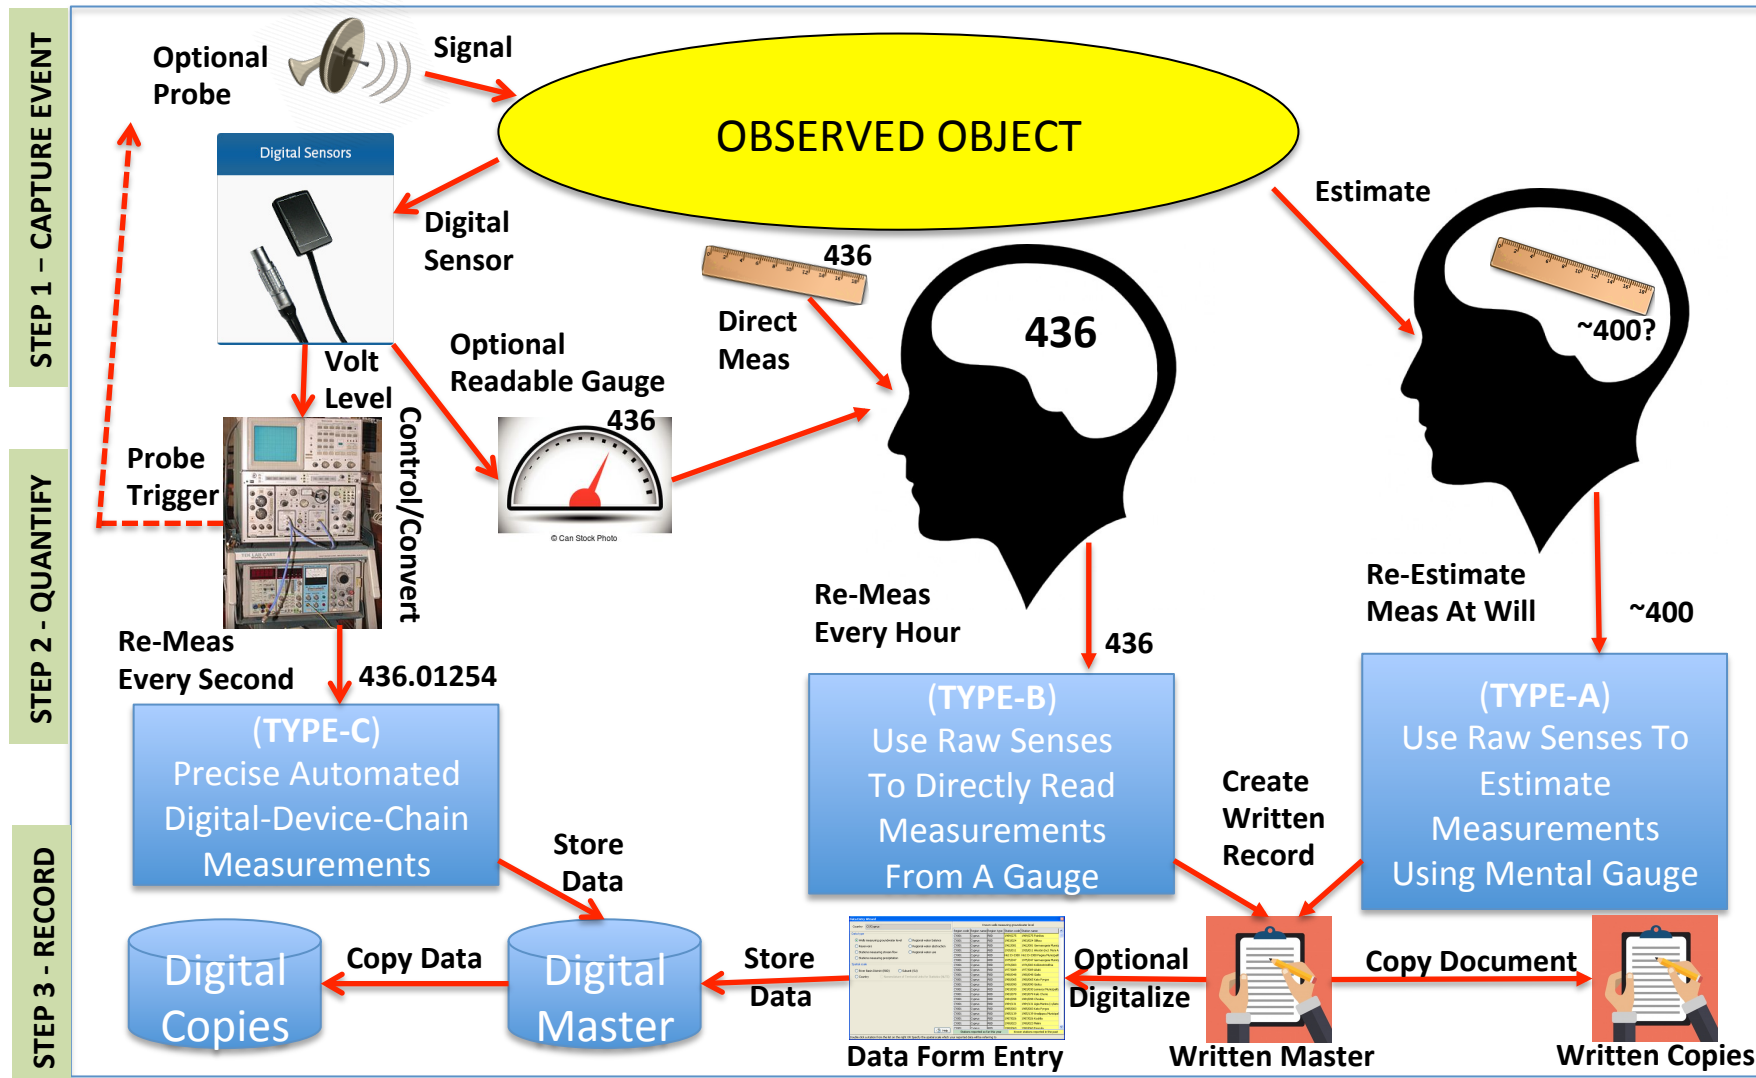 STEP 1 – CAPTURE EVENT
STEP 2 - QUANTIFY
STEP 3 - RECORD
Optional
Probe
Signal
OBSERVED OBJECT
Digital Sensors
Digital
Sensor
Estimate
436
Direct
Meas
436
~400?
Volt
Level
Optional
Readable Gauge
436
Control/Convert
Probe
Trigger
© Can Stock Photo
Re-Meas
Every Second
436.01254
Re-Meas
Every Hour
436
Re-Estimate
Meas At Will
~400
(TYPE-C)
Precise Automated
Digital-Device-Chain
Measurements
(TYPE-B)
Use Raw Senses
To Directly Read
Measurements
From A Gauge
(TYPE-A)
Use Raw Senses To
Estimate
Measurements
Using Mental Gauge
Create
Written
Record
Store
Data
Digital
Copies
Copy Data
Digital
Master
Store
Data
Optional
Digitalize
Copy Document
Data Form Entry
Written Master
Written Copies